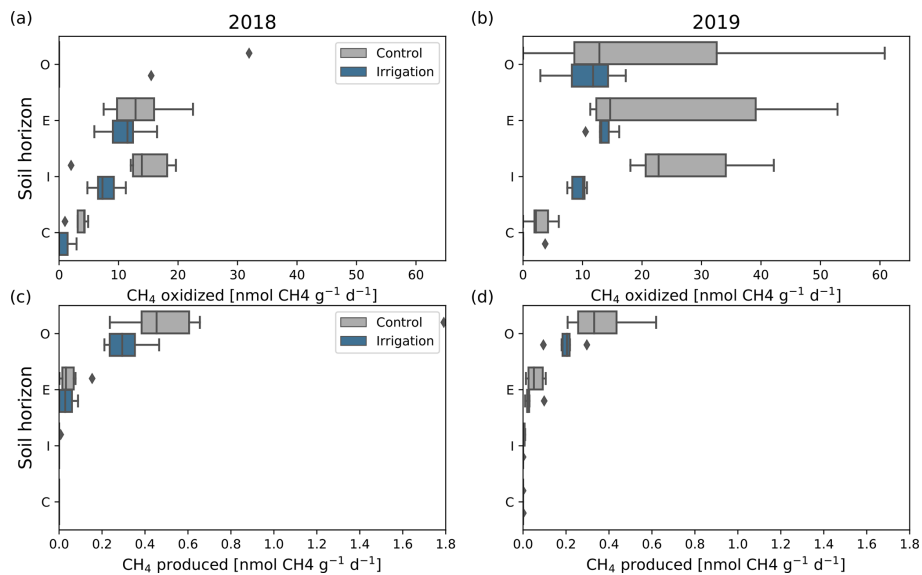 (a)
2018
(b)
2019
Control
Irrigation
O
E
I
C
Soil horizon
0 10 20 30 40 50 60
CH₄ oxidized [nmol CH4 g⁻¹ d⁻¹]
O
E
I
C
0 10 20 30 40 50 60
CH₄ oxidized [nmol CH4 g⁻¹ d⁻¹]
(c)
(d)
Control
Irrigation
O
E
I
C
Soil horizon
0.0 0.2 0.4 0.6 0.8 1.0 1.2 1.4 1.6 1.8
CH₄ produced [nmol CH4 g⁻¹ d⁻¹]
O
E
I
C
0.0 0.2 0.4 0.6 0.8 1.0 1.2 1.4 1.6 1.8
CH₄ produced [nmol CH4 g⁻¹ d⁻¹]